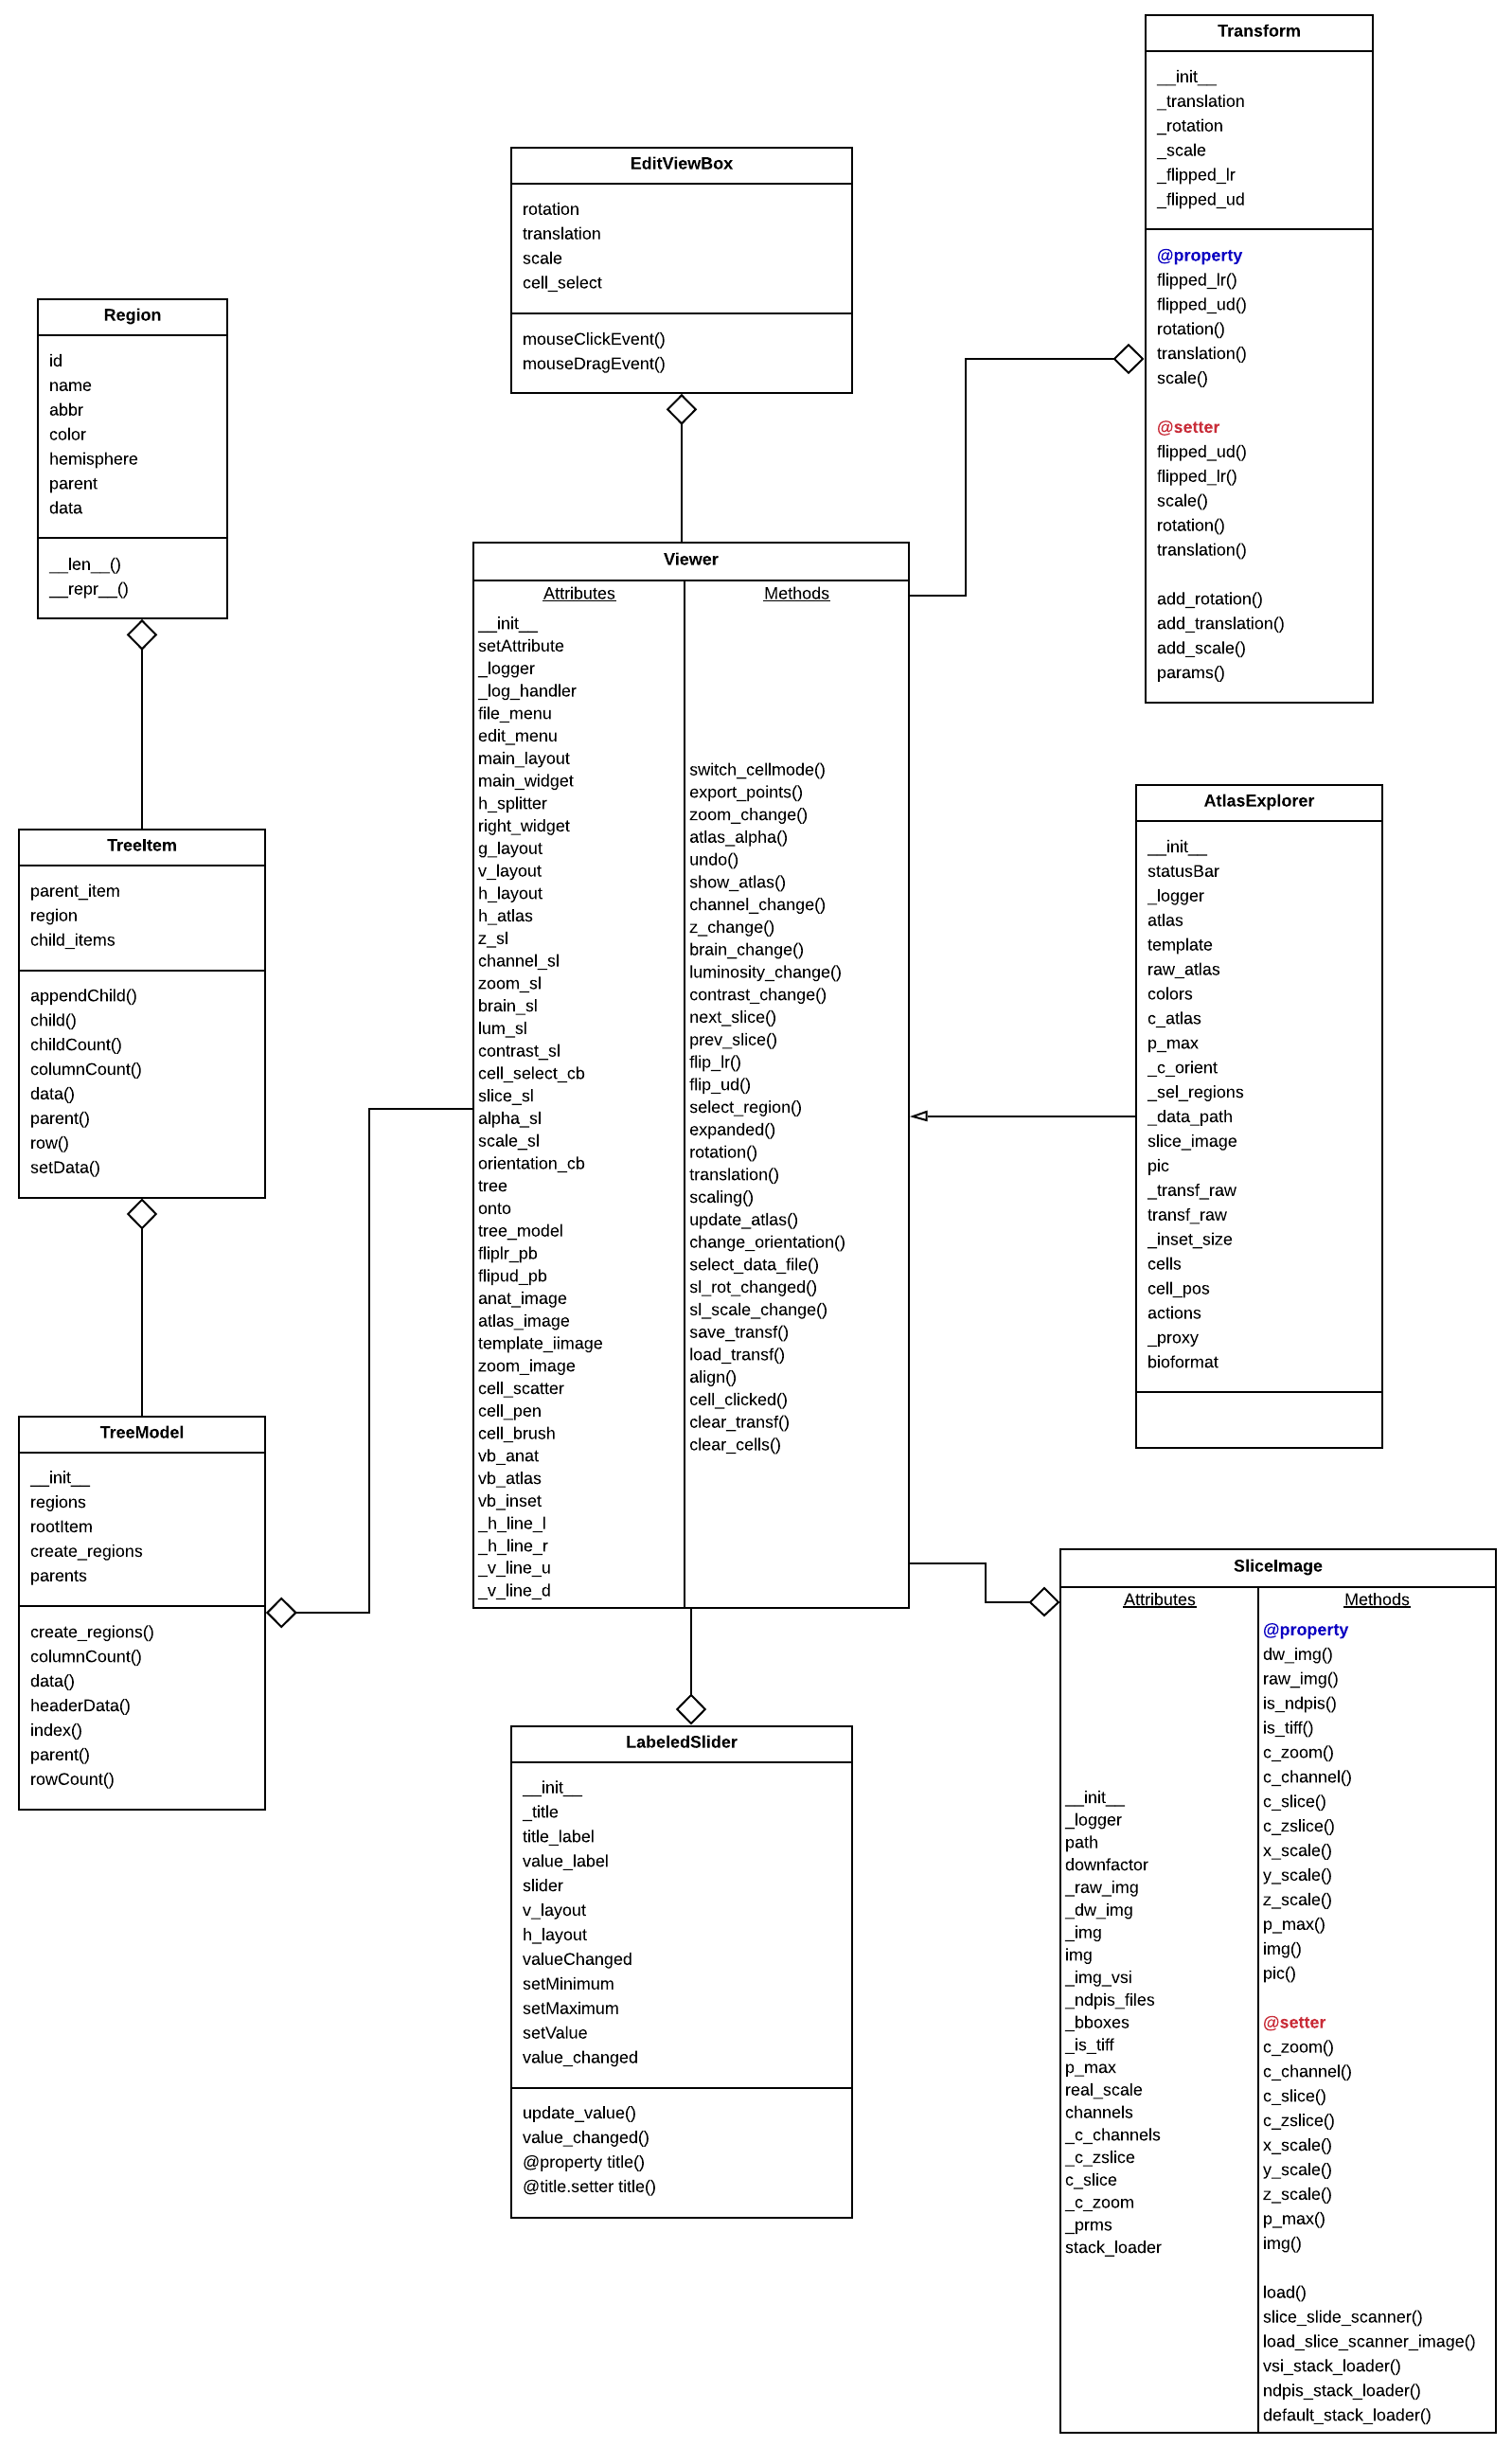 Transform
__init__
_translation
_rotation
_scale
_flipped_lr
_flipped_ud
@property
flipped_lr()
flipped_ud()
rotation()
translation()
scale()
@setter
flipped_ud()
flipped_lr()
scale()
rotation()
translation()
add_rotation()
add_translation()
add_scale()
params()
EditViewBox
rotation
translation
scale
cell_select
mouseClickEvent()
mouseDragEvent()
Region
id
name
abbr
color
hemisphere
parent
data
__len__()
__repr__()
Viewer
Attributes
__init__
setAttribute
_logger
_log_handler
file_menu
edit_menu
main_layout
main_widget
h_splitter
right_widget
g_layout
v_layout
h_layout
h_atlas
z_sl
channel_sl
zoom_sl
brain_sl
lum_sl
contrast_sl
cell_select_cb
slice_sl
alpha_sl
scale_sl
orientation_cb
tree
onto
tree_model
fliplr_pb
flipud_pb
anat_image
atlas_image
template_iimage
zoom_image
cell_scatter
cell_pen
cell_brush
vb_anat
vb_atlas
vb_inset
_h_line_l
_h_line_r
_v_line_u
_v_line_d
Methods
switch_cellmode()
export_points()
zoom_change()
atlas_alpha()
undo()
show_atlas()
channel_change()
z_change()
brain_change()
luminosity_change()
contrast_change()
next_slice()
prev_slice()
flip_lr()
flip_ud()
select_region()
expanded()
rotation()
translation()
scaling()
update_atlas()
change_orientation()
select_data_file()
sl_rot_changed()
sl_scale_change()
save_transf()
load_transf()
align()
cell_clicked()
clear_transf()
clear_cells()
AtlasExplorer
__init__
statusBar
_logger
atlas
template
raw_atlas
colors
c_atlas
p_max
_c_orient
_sel_regions
_data_path
slice_image
pic
_transf_raw
transf_raw
_inset_size
cells
cell_pos
actions
_proxy
bioformat
TreeItem
parent_item
region
child_items
appendChild()
child()
childCount()
columnCount()
data()
parent()
row()
setData()
TreeModel
__init__
regions
rootItem
create_regions
parents
create_regions()
columnCount()
data()
headerData()
index()
parent()
rowCount()
LabeledSlider
__init__
_title
title_label
value_label
slider
v_layout
h_layout
valueChanged
setMinimum
setMaximum
setValue
value_changed
update_value()
value_changed()
@property title()
@title.setter title()
SliceImage
Attributes
__init__
_logger
path
downfactor
_raw_img
_dw_img
_img
img
_img_vsi
_ndpis_files
_bboxes
_is_tiff
p_max
real_scale
channels
_c_channels
_c_zslice
c_slice
_c_zoom
_prms
stack_loader
Methods
@property
dw_img()
raw_img()
is_ndpis()
is_tiff()
c_zoom()
c_channel()
c_slice()
c_zslice()
x_scale()
y_scale()
z_scale()
p_max()
img()
pic()
@setter
c_zoom()
c_channel()
c_slice()
c_zslice()
x_scale()
y_scale()
z_scale()
p_max()
img()
load()
slice_slide_scanner()
load_slice_scanner_image()
vsi_stack_loader()
ndpis_stack_loader()
default_stack_loader()